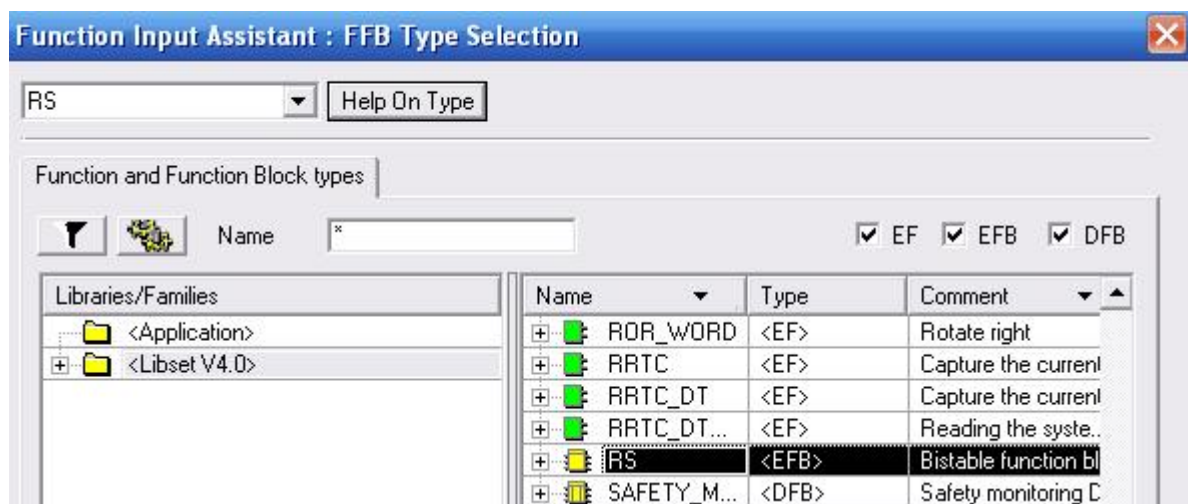 Function Input Assistant : FFB Type Selection
RS Help On Type
Function and Function Block types
Name * EF EFB DFB
Libraries/Families
<Application>
<Libset V4.0>
Name Type Comment
ROR_WORD <EF> Rotate right
RRTC <EF> Capture the current
RRTC_DT <EF> Capture the current
RRTC_DT... <EF> Reading the syste..
RS <EFB> Bistable function bl
SAFETY_M... <DFB> Safety monitoring D